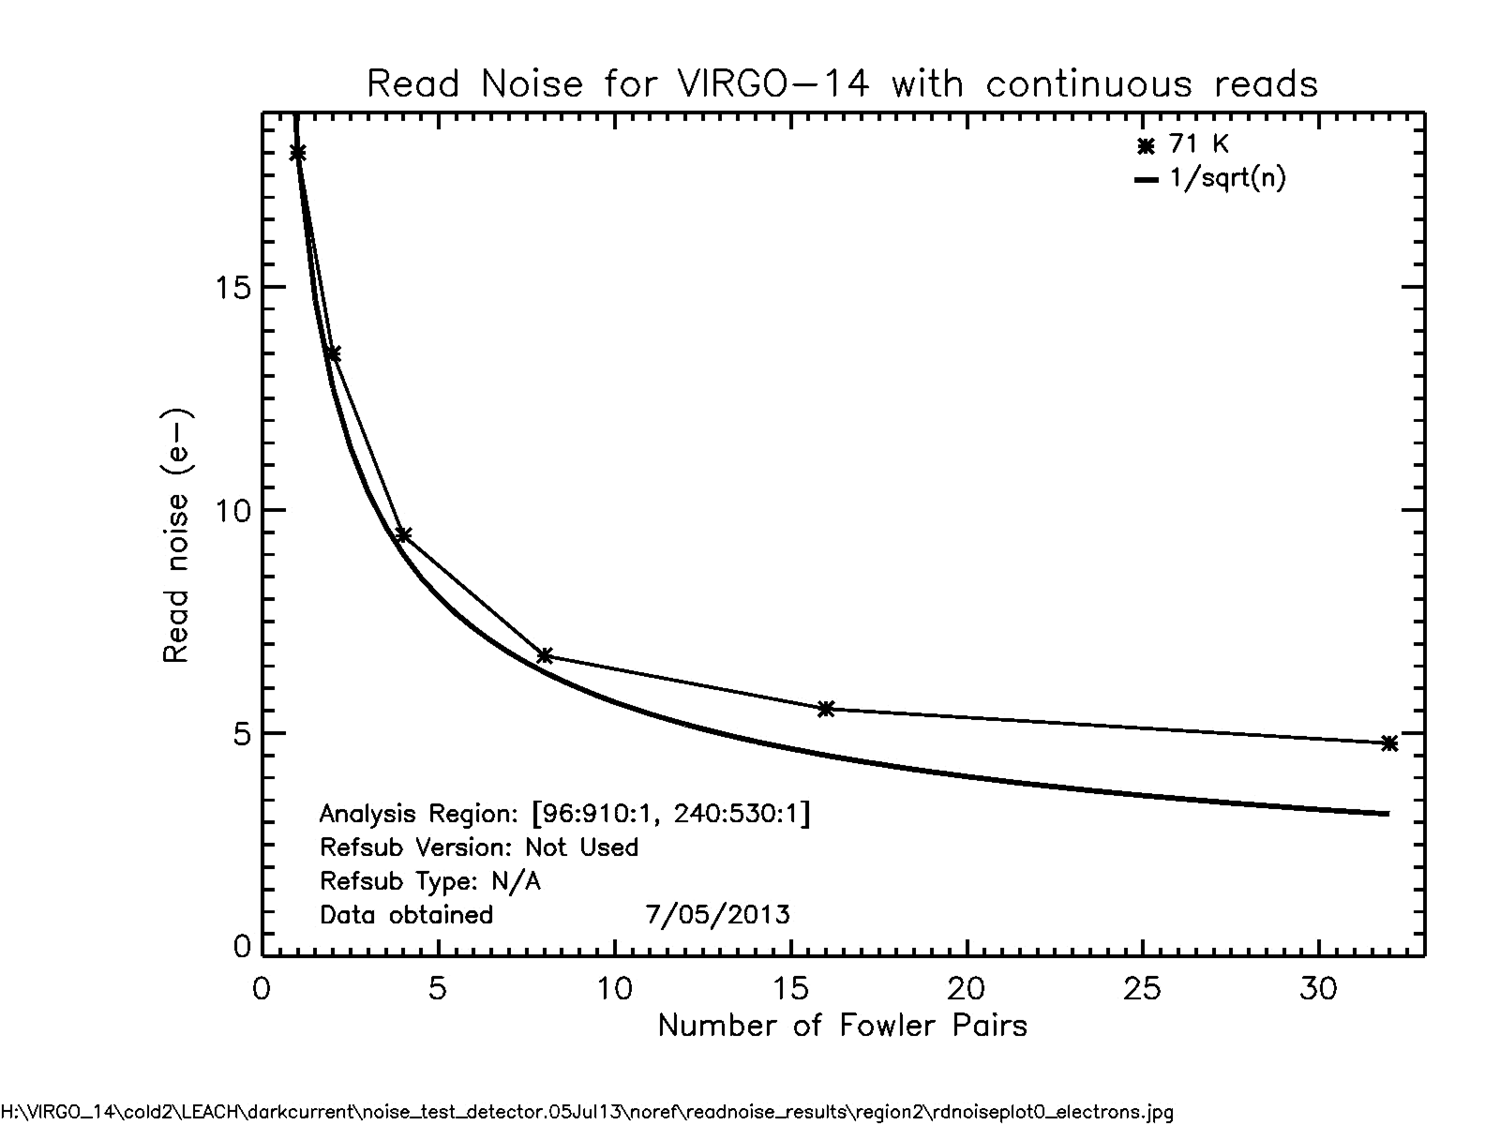 Read Noise for VIRGO-14 with continuous reads
71 K
1/sqrt(n)
15
10
5
0
Read noise (e-)
Analysis Region: [96:910:1, 240:530:1]
Refsub Version: Not Used
Refsub Type: N/A
Data obtained 7/05/2013
0 5 10 15 20 25 30
Number of Fowler Pairs
H:\VIRGO_14\cold2\LEACH\darkcurrent\noise_test_detector.05Jul13\noref\readnoise_results\region2\rdnoiseplot0_electrons.jpg